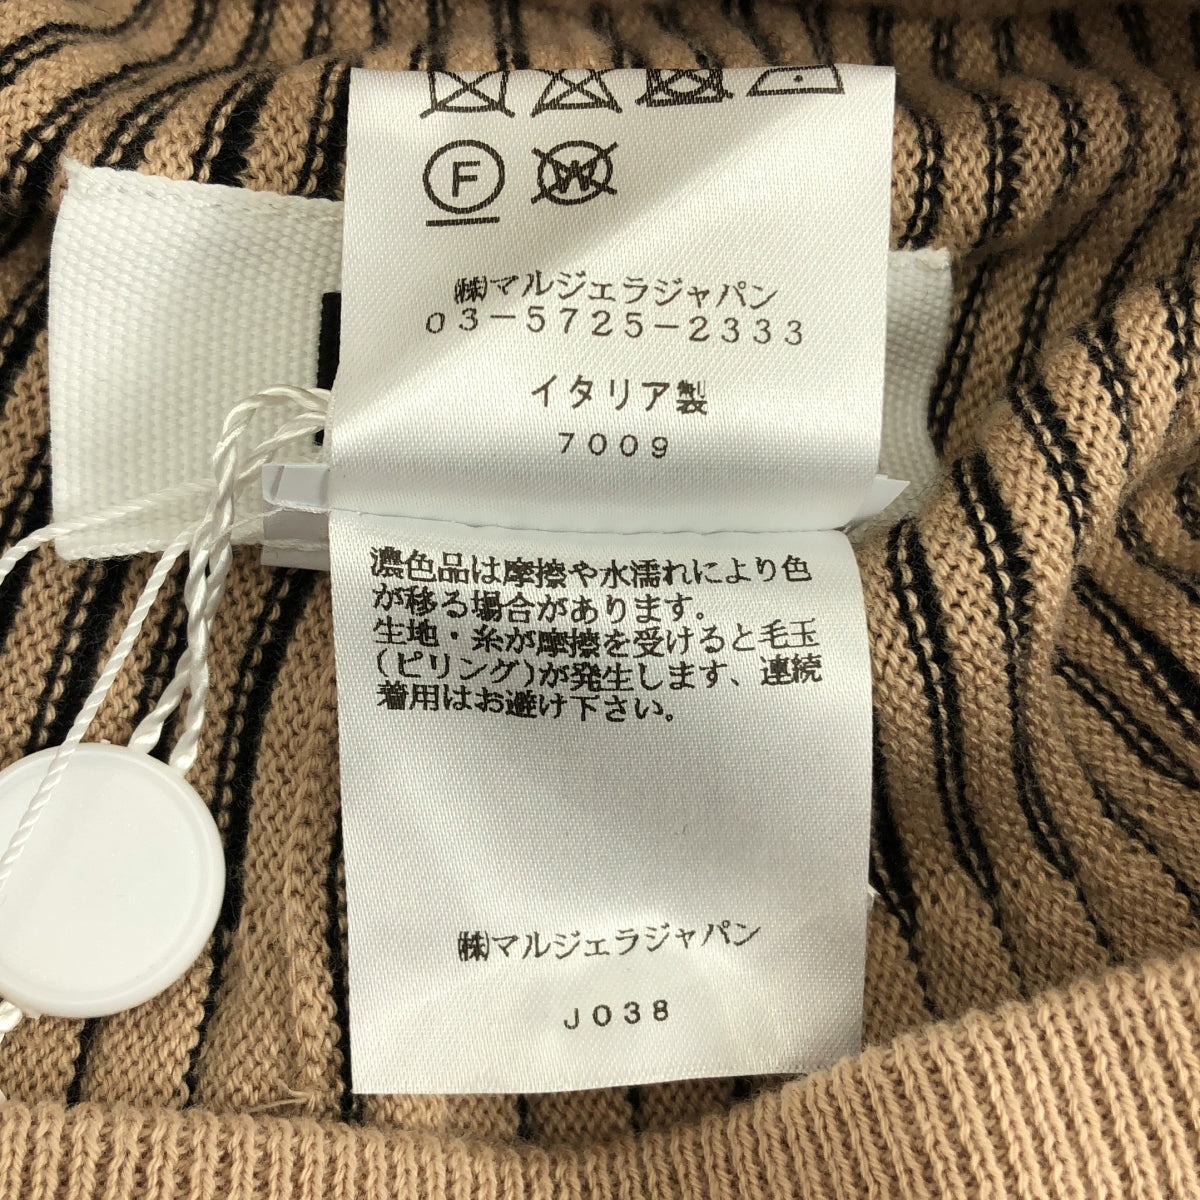 F
W
㈱マルジェラジャパン
03-5725-2333
イタリア製
7009
濃色品は摩擦や水濡れにより色
が移る場合があります。
生地・糸が摩擦を受けると毛玉
(ピリング)が発生します、連続
着用はお避け下さい。
㈱マルジェラジャパン
J038